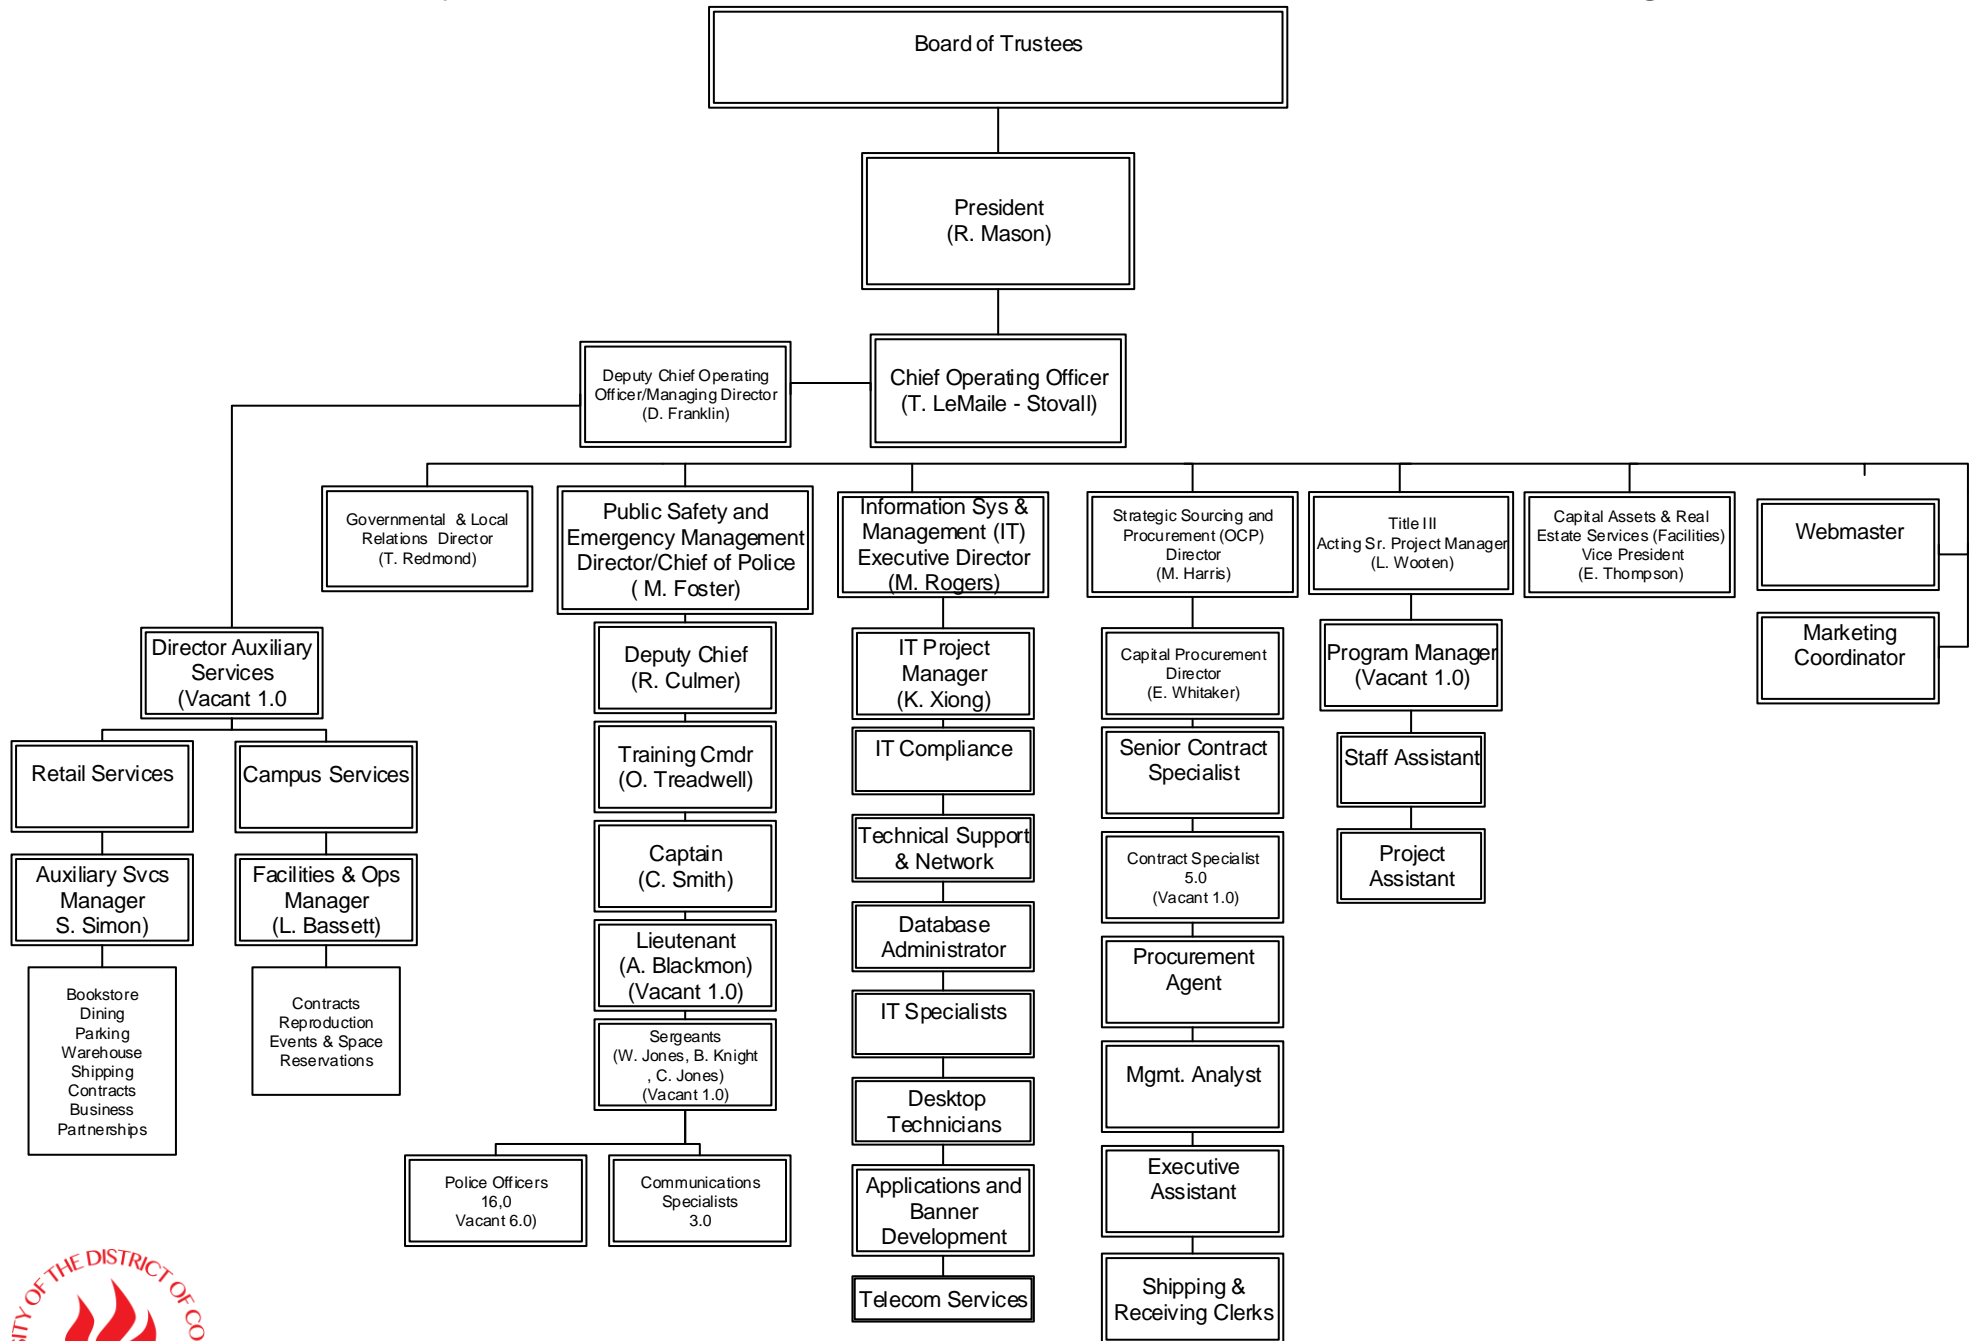 Board of Trustees
President
(R. Mason)
Deputy Chief Operating
Officer/Managing Director
(D. Franklin)
Chief Operating Officer
(T. LeMaile - Stovall)
Governmental & Local
Relations Director
(T. Redmond)
Public Safety and
Emergency Management
Director/Chief of Police
( M. Foster)
Information Sys &
Management (IT)
Executive Director
(M. Rogers)
Strategic Sourcing and
Procurement (OCP)
Director
(M. Harris)
Title III
Acting Sr. Project Manager
(L. Wooten)
Capital Assets & Real
Estate Services (Facilities)
Vice President
(E. Thompson)
Webmaster
Marketing
Coordinator
Director Auxiliary
Services
(Vacant 1.0
Retail Services
Campus Services
Auxiliary Svcs
Manager
S. Simon)
Facilities & Ops
Manager
(L. Bassett)
Bookstore
Dining
Parking
Warehouse
Shipping
Contracts
Business
Partnerships
Contracts
Reproduction
Events & Space
Reservations
Deputy Chief
(R. Culmer)
Training Cmdr
(O. Treadwell)
Captain
(C. Smith)
Lieutenant
(A. Blackmon)
(Vacant 1.0)
Sergeants
(W. Jones, B. Knight
, C. Jones)
(Vacant 1.0)
Police Officers
16,0
Vacant 6.0)
Communications
Specialists
3.0
IT Project
Manager
(K. Xiong)
IT Compliance
Technical Support
& Network
Database
Administrator
IT Specialists
Desktop
Technicians
Applications and
Banner
Development
Telecom Services
Capital Procurement
Director
(E. Whitaker)
Senior Contract
Specialist
Contract Specialist
5.0
(Vacant 1.0)
Procurement
Agent
Mgmt. Analyst
Executive
Assistant
Shipping &
Receiving Clerks
Program Manager
(Vacant 1.0)
Staff Assistant
Project
Assistant
SITY OF THE DISTRICT OF CO